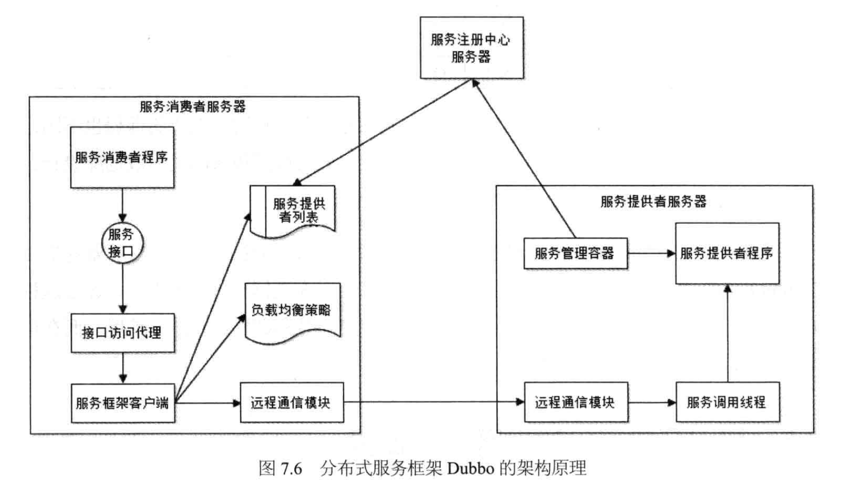 服务注册中心
服务器
服务消费者服务器
服务消费者程序
服务提供
者列表
服务提供者服务器
服务
接口
服务管理容器
服务提供者程序
负载均衡策略
接口访问代理
服务框架客户端
远程通信模块
远程通信模块
服务调用线程
图 7.6 分布式服务框架 Dubbo 的架构原理